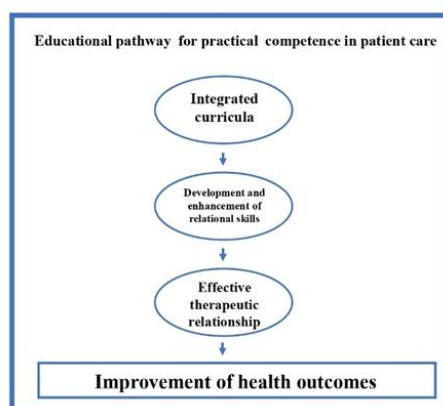 Educational pathway for practical competence in patient care
Integrated
curricula
Development and
enhancement of
relational skills
Effective
therapeutic
relationship
Improvement of health outcomes